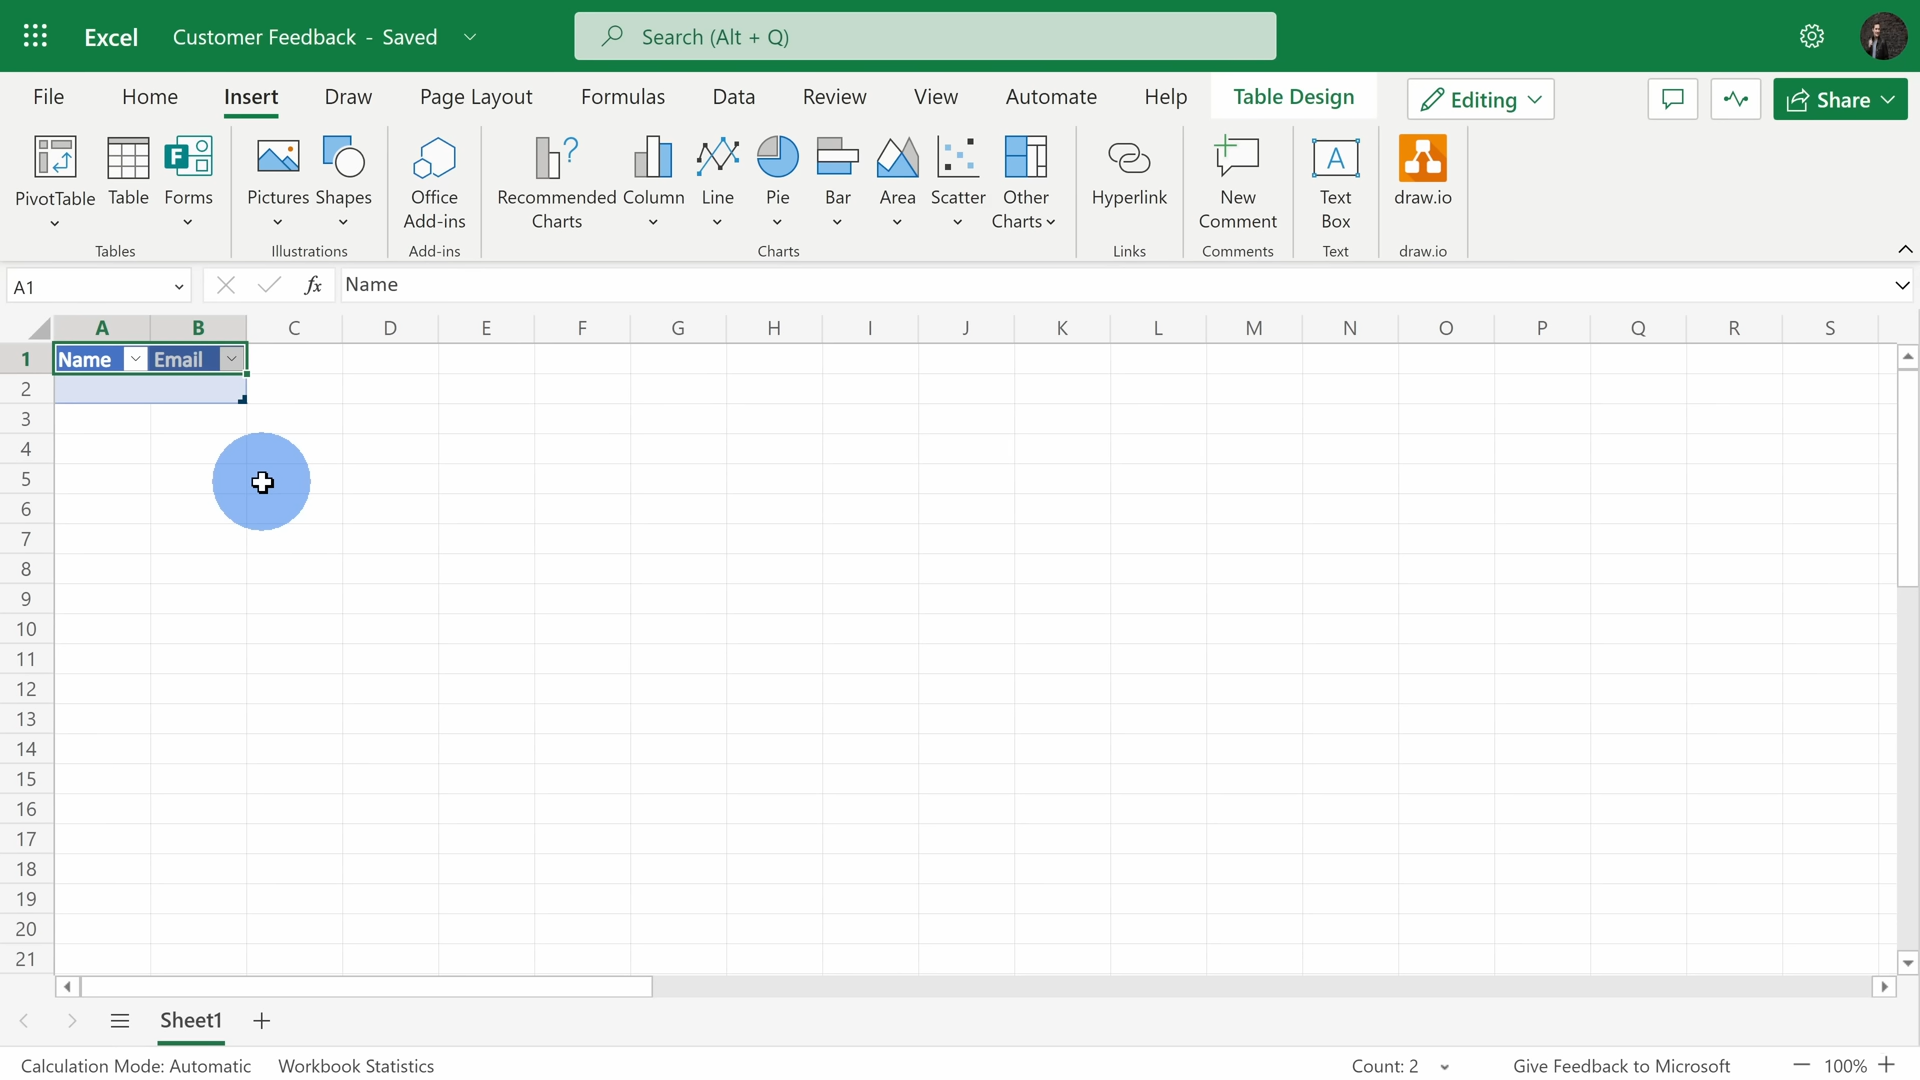 Excel Customer Feedback - Saved Search (Alt + Q)
File Home Insert Draw Page Layout Formulas Data Review View Automate Help Table Design Editing Share
PivotTable Table Forms Pictures Shapes Office Add-ins Recommended Charts Column Line Pie Bar Area Scatter Other Charts Hyperlink New Comment Text Box draw.io
Tables Illustrations Add-ins Charts Links Comments Text draw.io
A1 fx Name
A B C D E F G H I J K L M N O P Q R S
1 Name Email
2
3
4
5
6
7
8
9
10
11
12
13
14
15
16
17
18
19
20
21
Sheet1
Calculation Mode: Automatic Workbook Statistics Count: 2 Give Feedback to Microsoft 100%